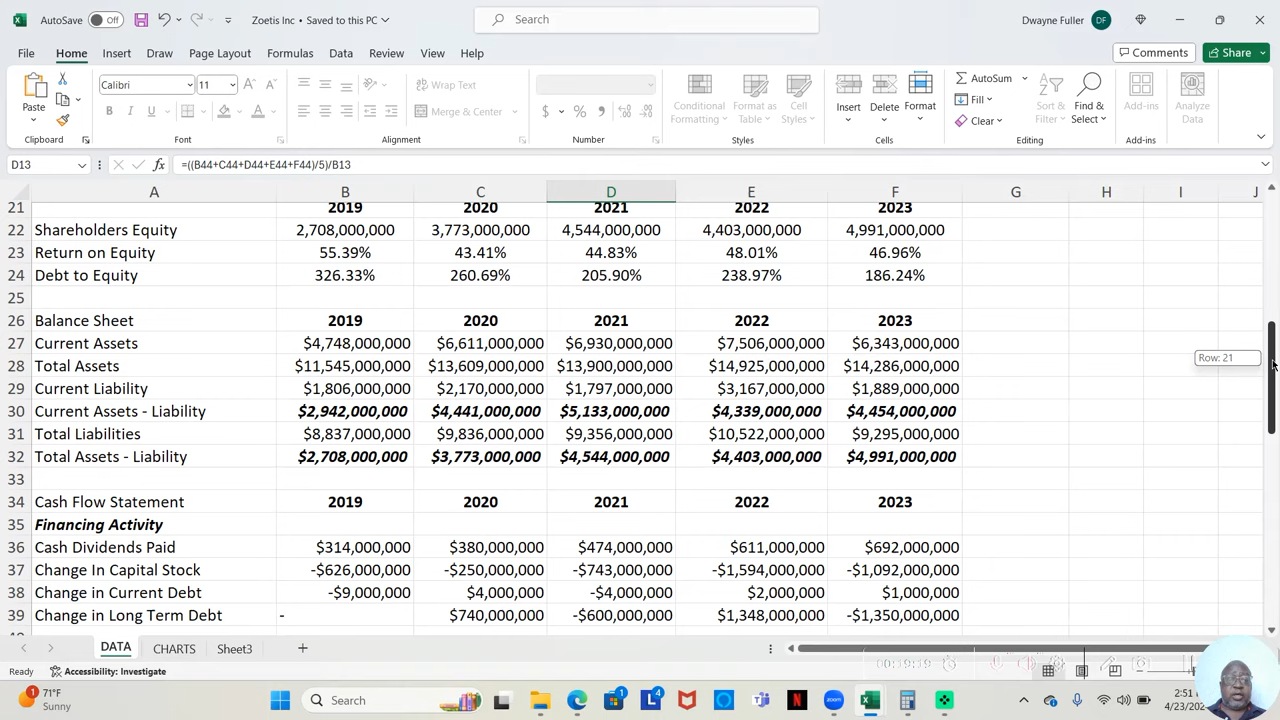 AutoSave Off Zoetis Inc • Saved to this PC Search Dwayne Fuller DF
File Home Insert Draw Page Layout Formulas Data Review View Help Comments Share
Paste Calibri 11 Wrap Text Conditional Formatting Format as Table Cell Styles Insert Delete Format AutoSum Sort & Filter Find & Select Add-ins Analyze Data
B I U Merge & Center $ % Fill
Clear
Clipboard Font Alignment Number Styles Cells Editing Add-ins
D13 fx =((B44+C44+D44+E44+F44)/5)/B13
A B C D E F G H I J
21 2019 2020 2021 2022 2023
22 Shareholders Equity 2,708,000,000 3,773,000,000 4,544,000,000 4,403,000,000 4,991,000,000
23 Return on Equity 55.39% 43.41% 44.83% 48.01% 46.96%
24 Debt to Equity 326.33% 260.69% 205.90% 238.97% 186.24%
25
26 Balance Sheet 2019 2020 2021 2022 2023
27 Current Assets $4,748,000,000 $6,611,000,000 $6,930,000,000 $7,506,000,000 $6,343,000,000
Row: 21
28 Total Assets $11,545,000,000 $13,609,000,000 $13,900,000,000 $14,925,000,000 $14,286,000,000
29 Current Liability $1,806,000,000 $2,170,000,000 $1,797,000,000 $3,167,000,000 $1,889,000,000
30 Current Assets - Liability $2,942,000,000 $4,441,000,000 $5,133,000,000 $4,339,000,000 $4,454,000,000
31 Total Liabilities $8,837,000,000 $9,836,000,000 $9,356,000,000 $10,522,000,000 $9,295,000,000
32 Total Assets - Liability $2,708,000,000 $3,773,000,000 $4,544,000,000 $4,403,000,000 $4,991,000,000
33
34 Cash Flow Statement 2019 2020 2021 2022 2023
35 Financing Activity
36 Cash Dividends Paid $314,000,000 $380,000,000 $474,000,000 $611,000,000 $692,000,000
37 Change In Capital Stock -$626,000,000 -$250,000,000 -$743,000,000 -$1,594,000,000 -$1,092,000,000
38 Change in Current Debt -$9,000,000 $4,000,000 -$4,000,000 $2,000,000 $1,000,000
39 Change in Long Term Debt - $740,000,000 -$600,000,000 $1,348,000,000 -$1,350,000,000
DATA CHARTS Sheet3
Ready Accessibility: Investigate 00:19:19
71°F
Sunny
Search
2:51
4/23/